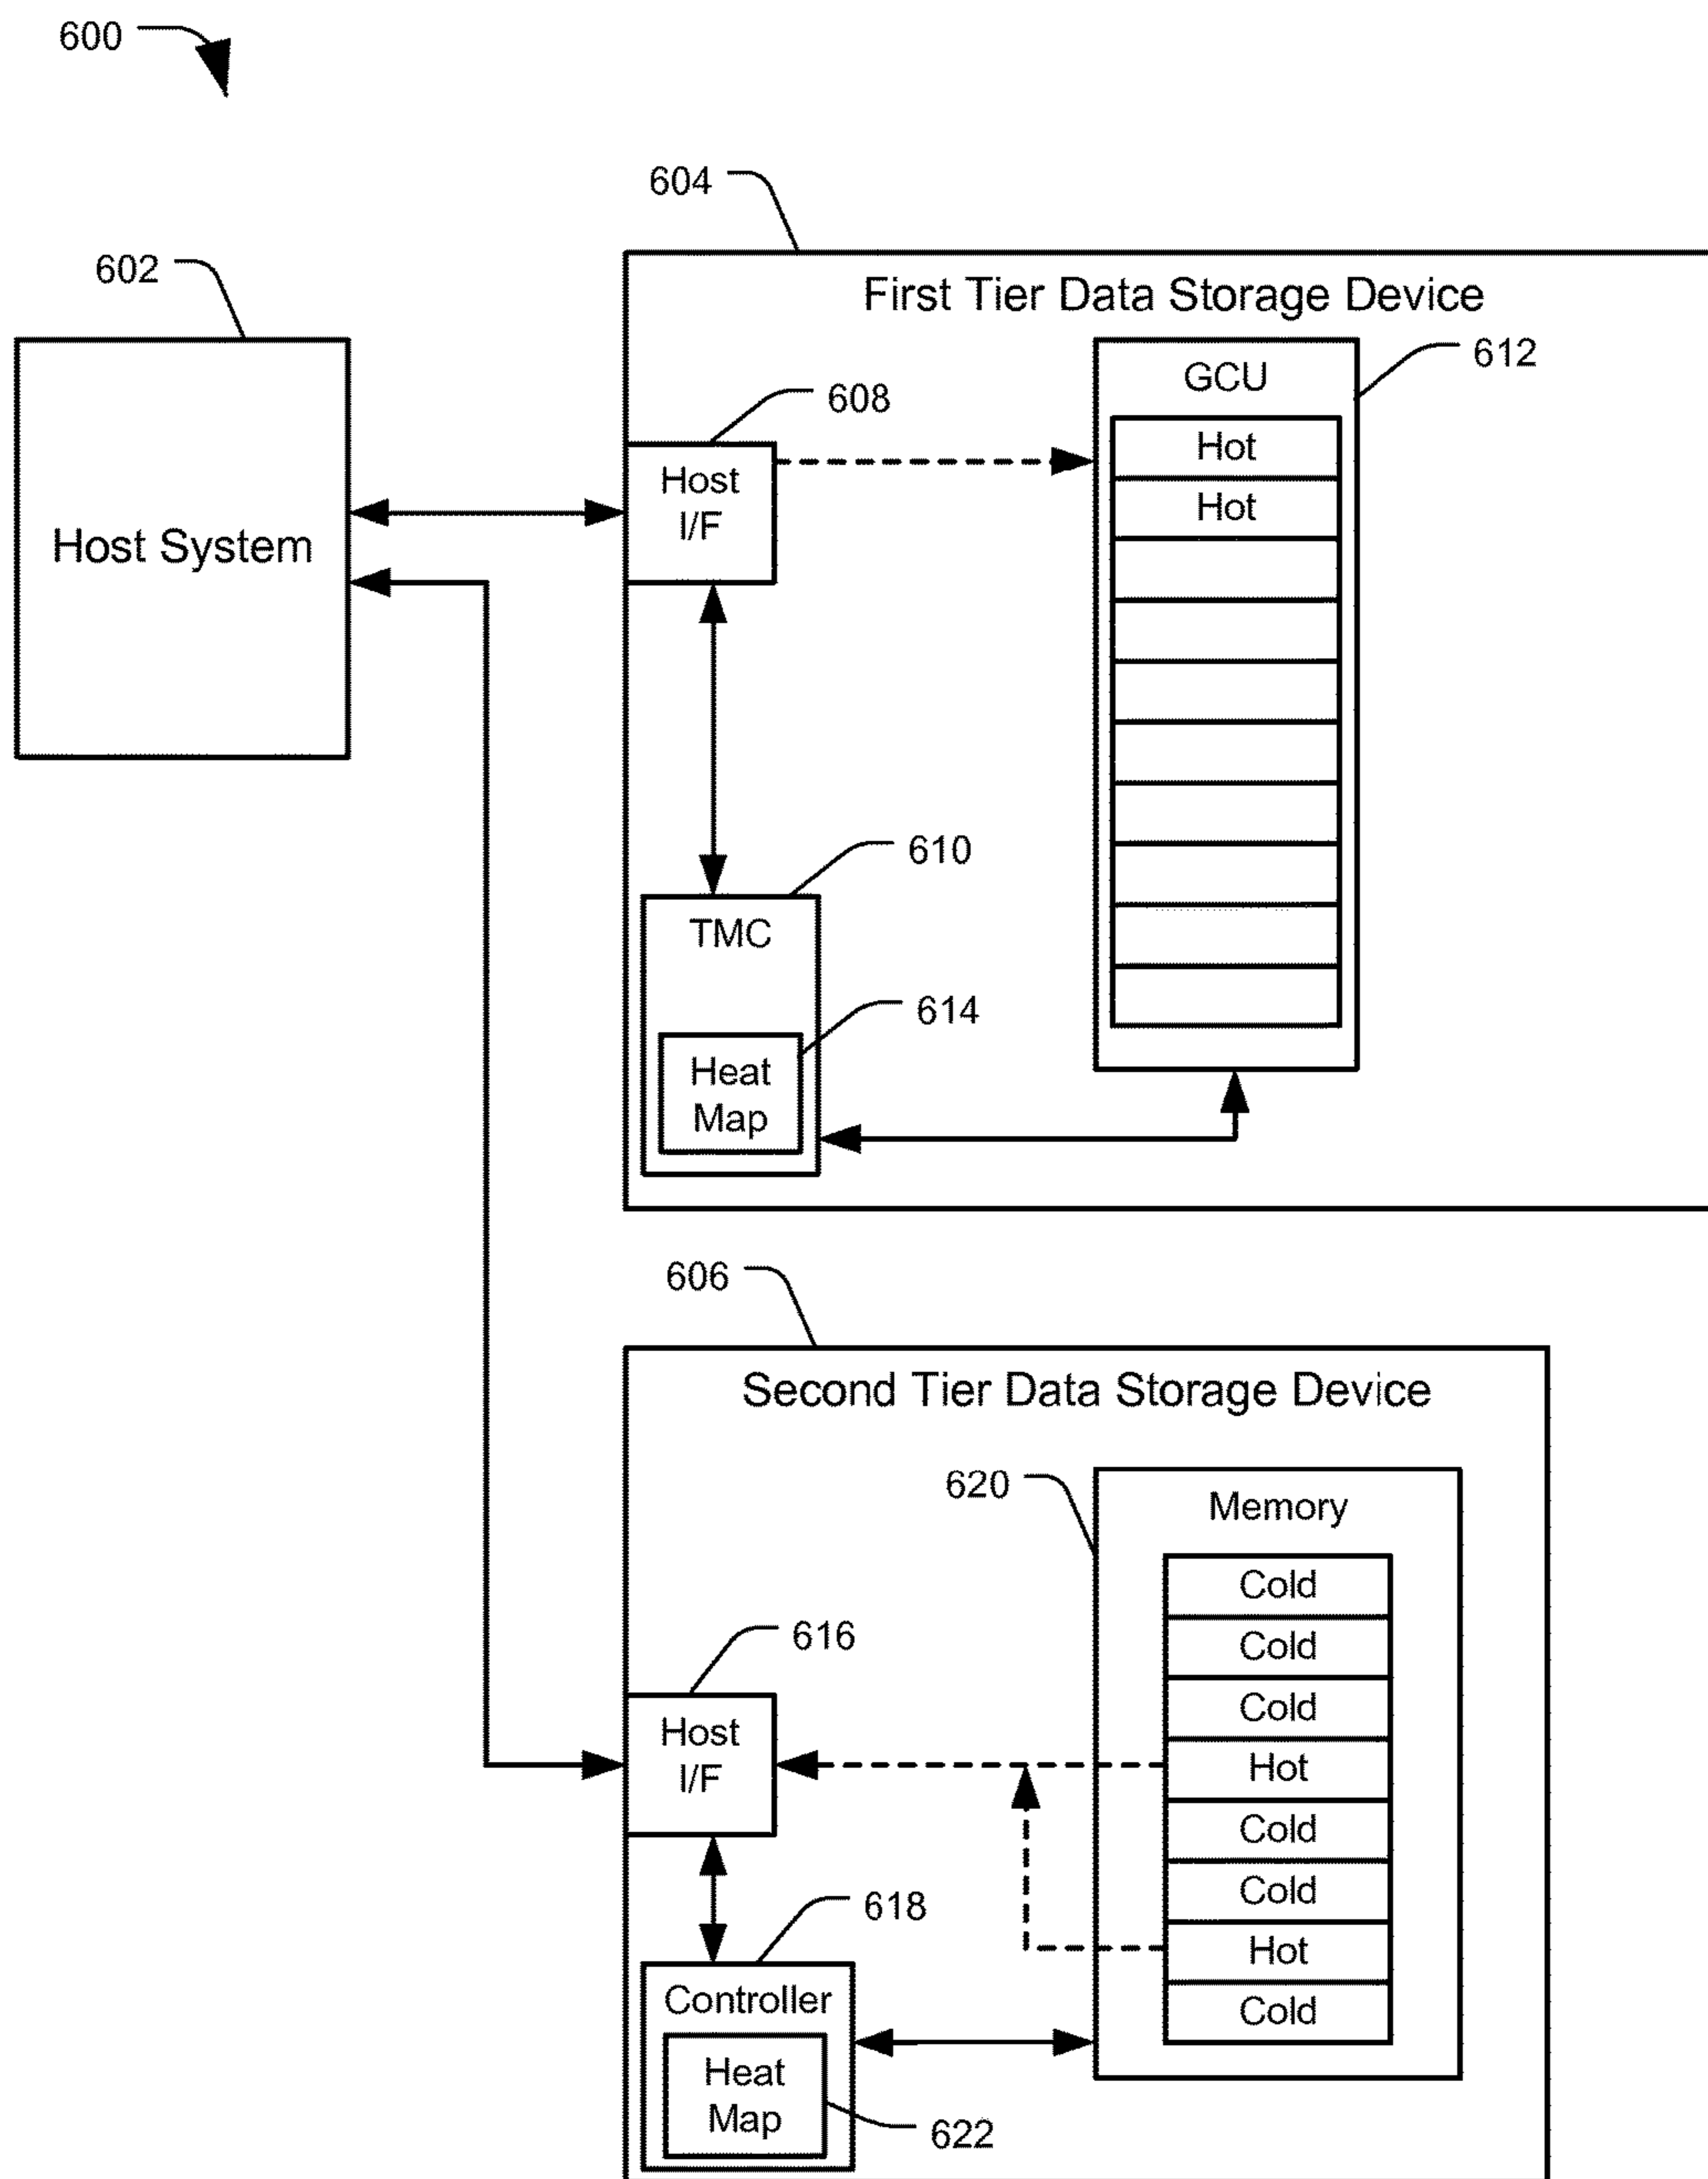 600
604
602
First Tier Data Storage Device
612
GCU
608
Hot
Host
I/F
Hot
Host System
610
TMC
614
Heat
Map
606
Second Tier Data Storage Device
620
Memory
Cold
616
Cold
Cold
Host
I/F
Hot
Cold
618
Cold
Hot
Controller
Cold
Heat
Map
622